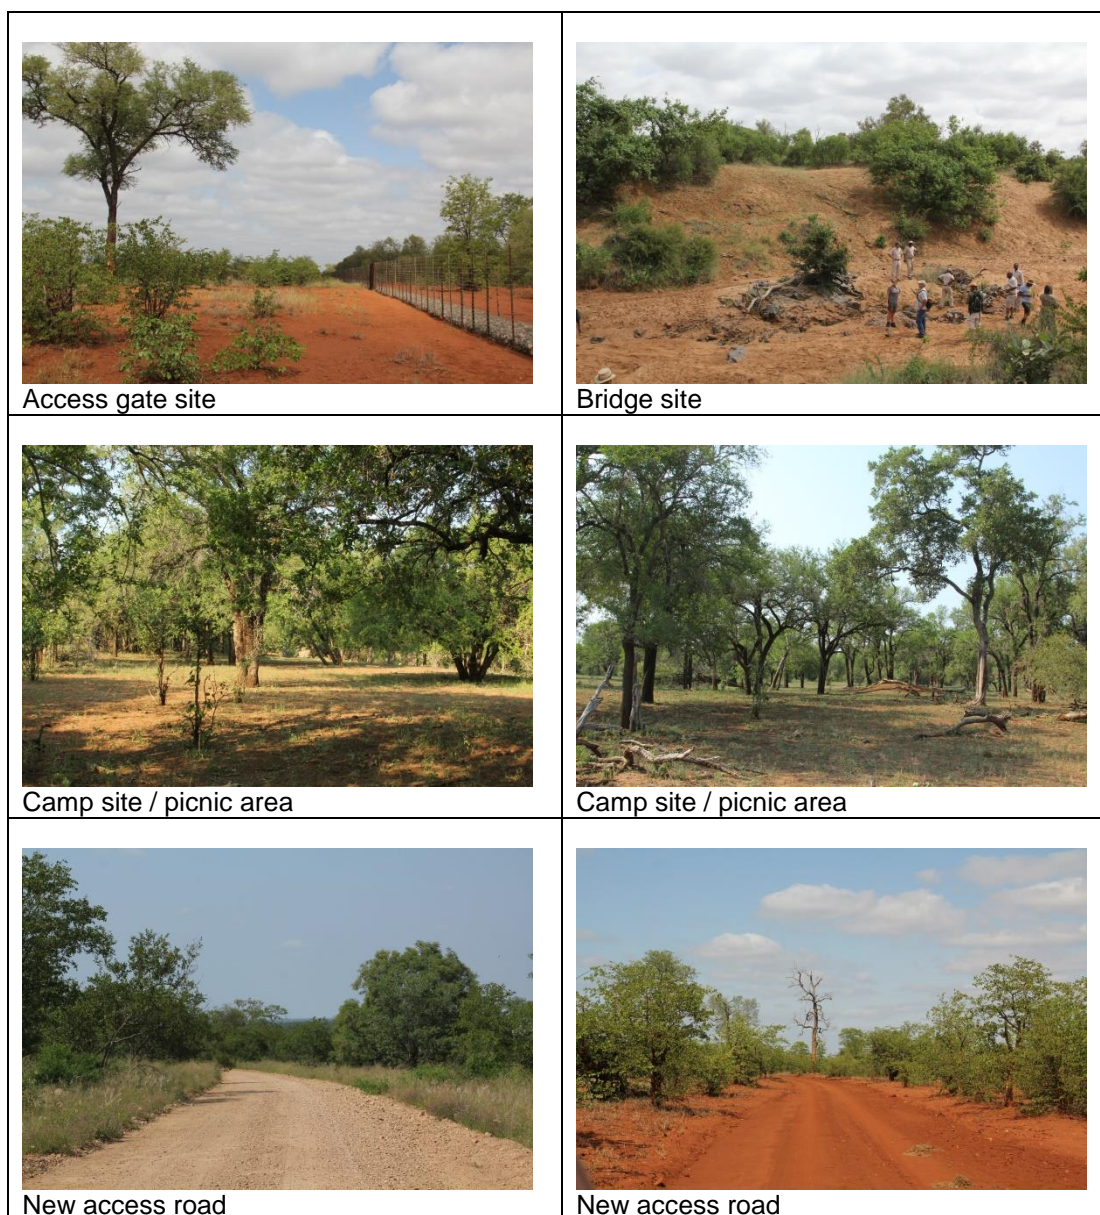 Access gate site
Bridge site
Camp site / picnic area
Camp site / picnic area
New access road
New access road